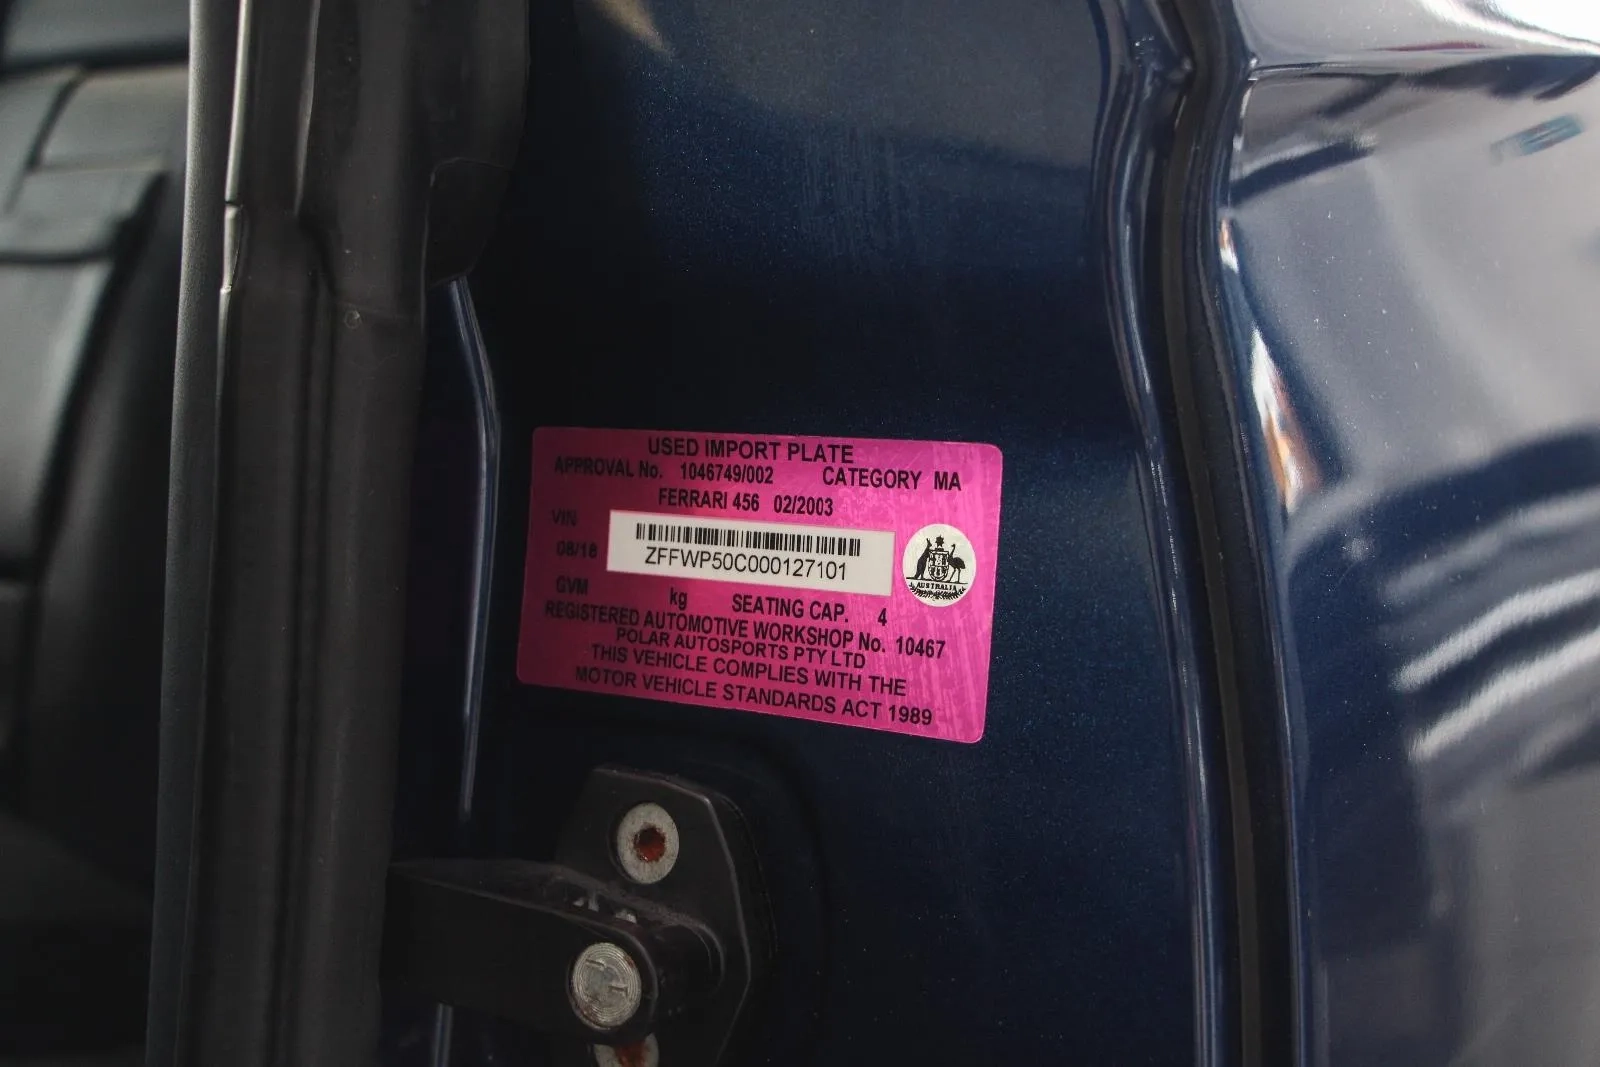 USED IMPORT PLATE
APPROVAL No. 1046749/002 CATEGORY MA
FERRARI 456 02/2003
VIN
ZFFWP50C000127101
08/18
AUSTRALIA
GVM kg SEATING CAP. 4
REGISTERED AUTOMOTIVE WORKSHOP No. 10467
POLAR AUTOSPORTS PTY LTD
THIS VEHICLE COMPLIES WITH THE
MOTOR VEHICLE STANDARDS ACT 1989